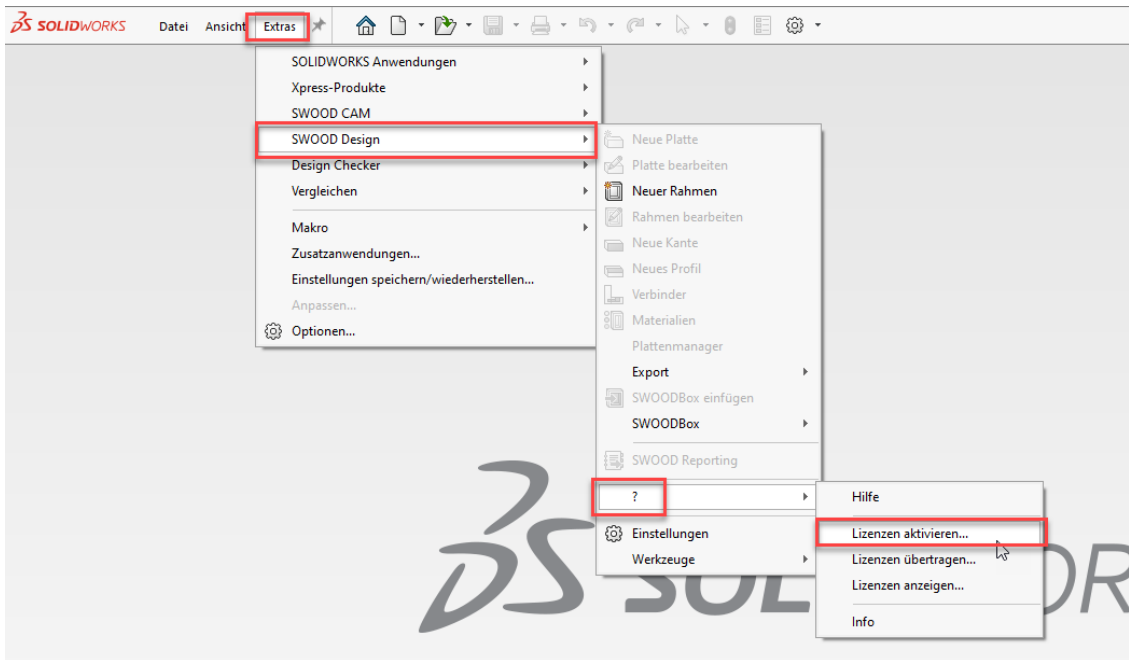 SOLIDWORKS Datei Ansicht Extras
SOLIDWORKS Anwendungen
Xpress-Produkte
SWOOD CAM
SWOOD Design
Design Checker
Vergleichen
Makro
Zusatzanwendungen...
Einstellungen speichern/wiederherstellen...
Anpassen...
Optionen...
Neue Platte
Platte bearbeiten
Neuer Rahmen
Rahmen bearbeiten
Neue Kante
Neues Profil
Verbinder
Materialien
Plattenmanager
Export
SWOODBox einfügen
SWOODBox
SWOOD Reporting
?
Einstellungen
Werkzeuge
Hilfe
Lizenzen aktivieren...
Lizenzen übertragen...
Lizenzen anzeigen...
Info